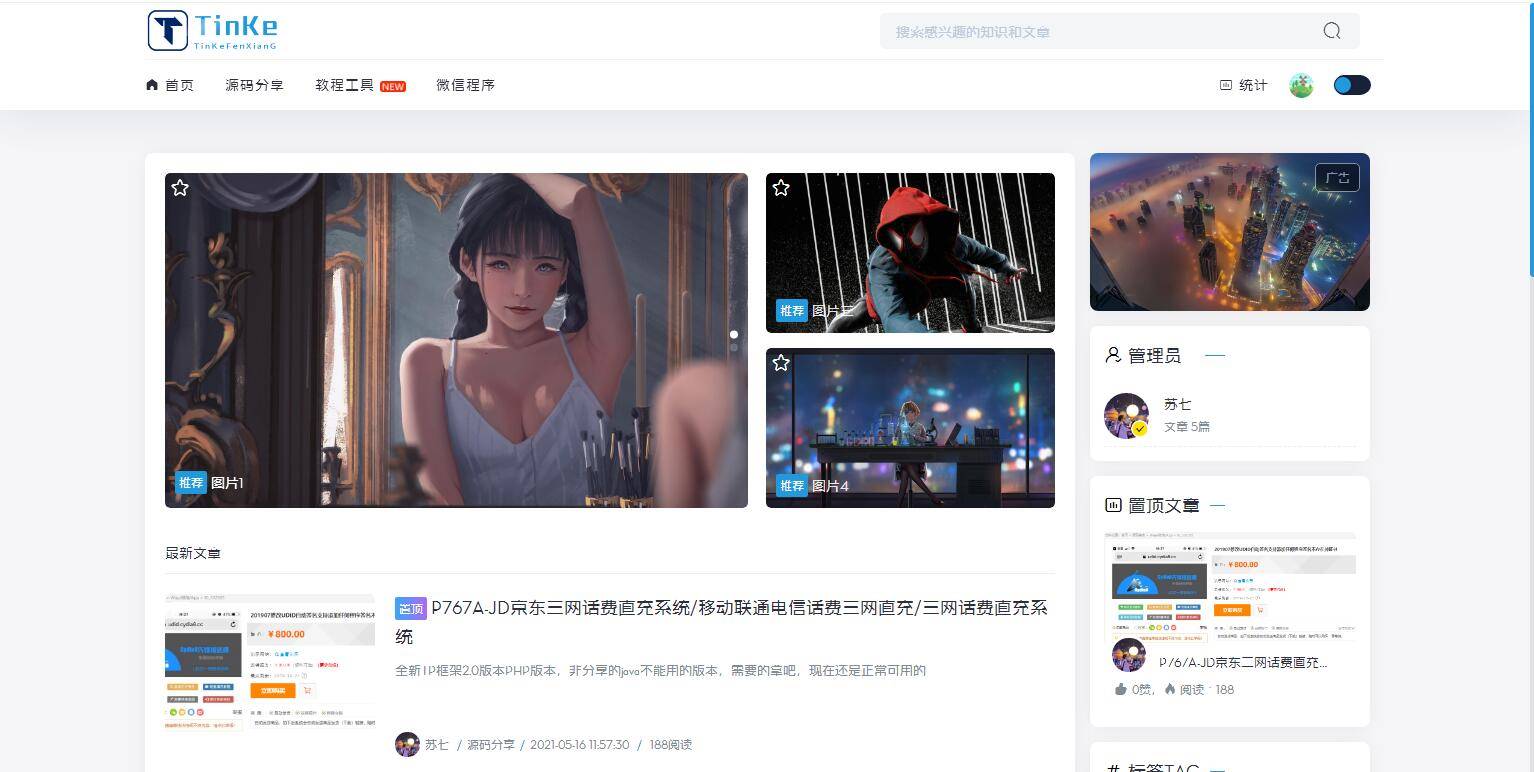 TinKe
TinKeFenXianG
搜索感兴趣的知识和文章
首页
源码分享
教程工具 NEW
微信程序
统计
推荐 图片1
推荐 图片三
推荐 图片4
广告
管理员
苏七
文章 5篇
置顶文章
¥800.00
P767A-JD京东三网话费直充...
0赞, 阅读 · 188
# 标签TAG
最新文章
¥800.00
置顶 P767A-JD京东三网话费直充系统/移动联通电信话费三网直充/三网话费直充系
统
全新TP框架2.0版本PHP版本，非分享的java不能用的版本，需要的拿吧，现在还是正常可用的
苏七 / 源码分享 / 2021-05-16 11:57:30 / 188阅读